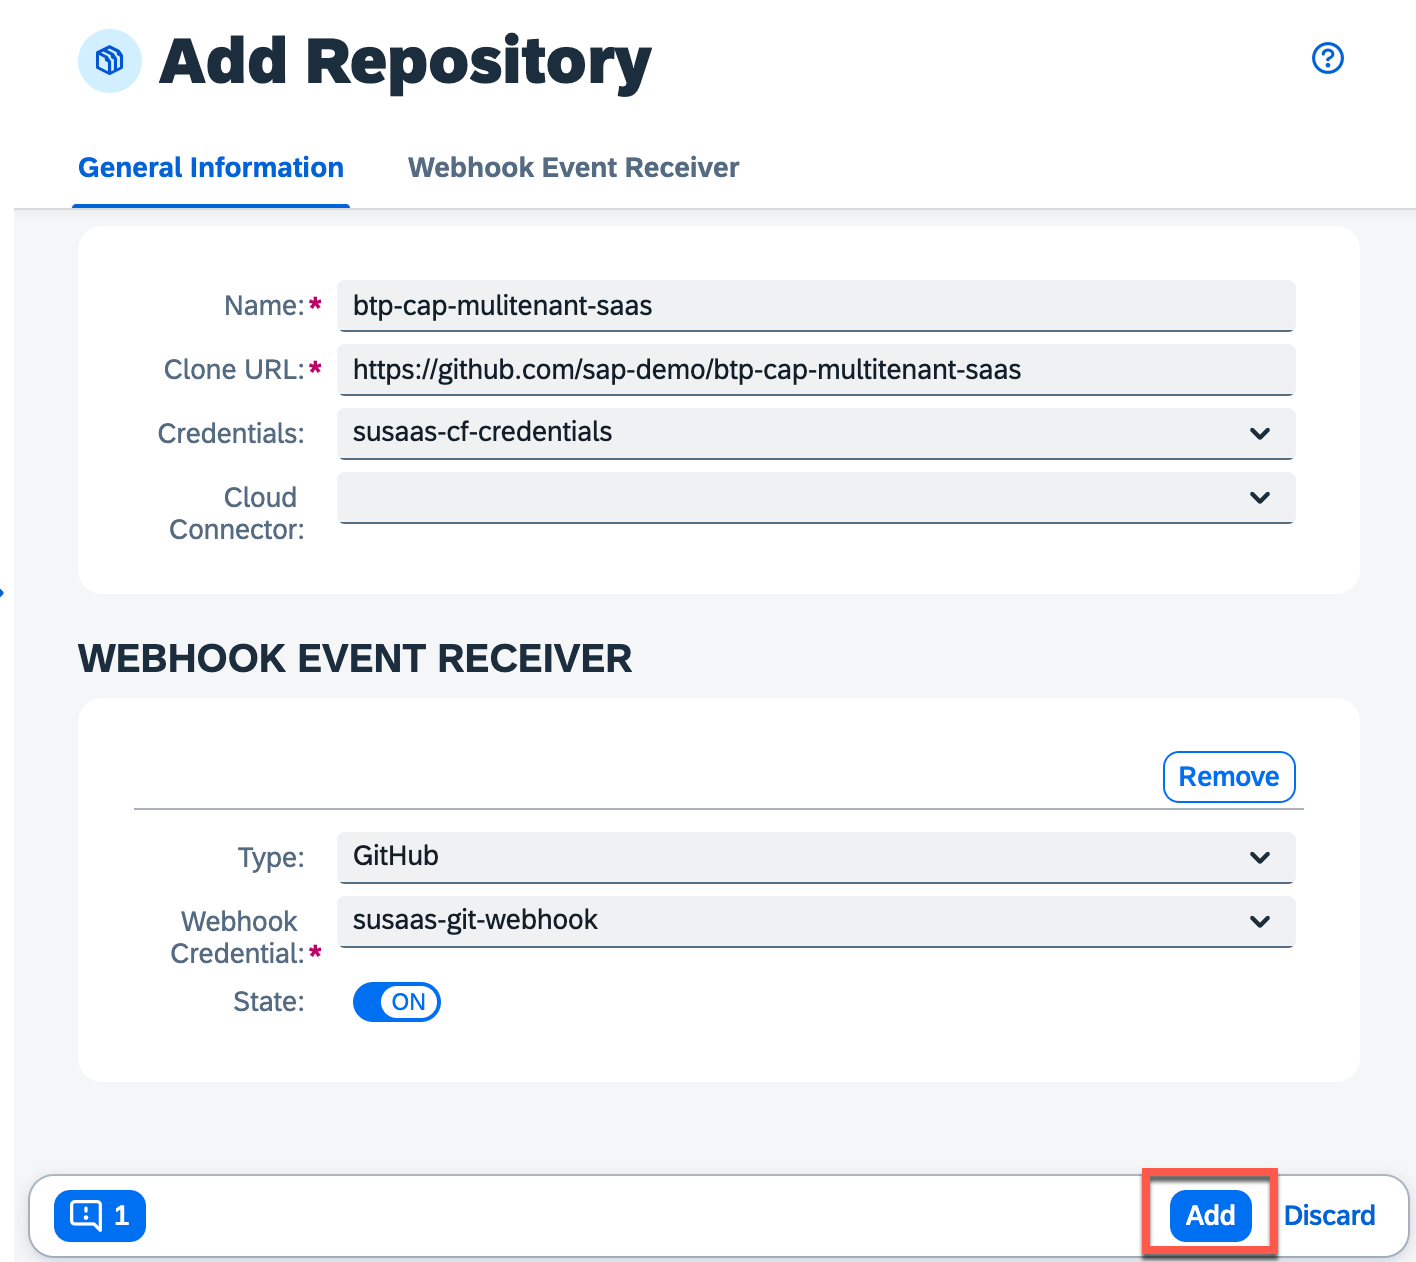 Add Repository
General Information
Webhook Event Receiver
Name:*
btp-cap-mulitenant-saas
Clone URL:*
https://github.com/sap-demo/btp-cap-multitenant-saas
Credentials:
susaas-cf-credentials
Cloud
Connector:
WEBHOOK EVENT RECEIVER
Remove
Type:
GitHub
Webhook
Credential:*
susaas-git-webhook
State:
ON
1
Add
Discard